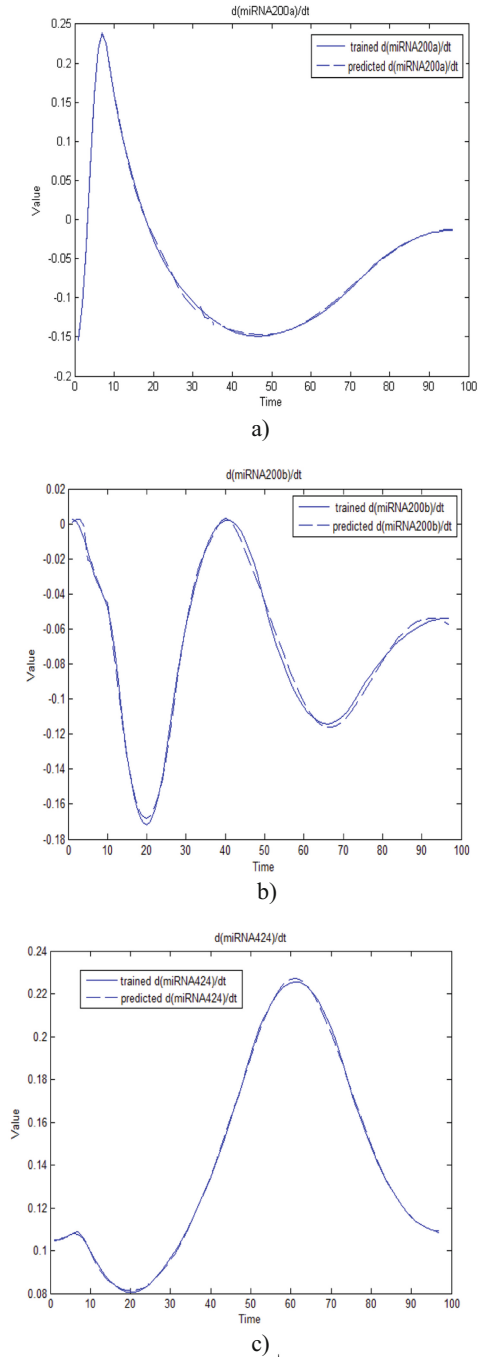 d(miRNA200a)/dt
0.25
0.2
0.15
0.1
0.05
0
-0.05
-0.1
-0.15
-0.2
Value
trained d(miRNA200a)/dt
predicted d(miRNA200a)/dt
0 10 20 30 40 50 60 70 80 90 100
Time
a)
d(miRNA200b)/dt
0.02
0
-0.02
-0.04
-0.06
-0.08
-0.1
-0.12
-0.14
-0.16
-0.18
Value
trained d(miRNA200b)/dt
predicted d(miRNA200b)/dt
0 10 20 30 40 50 60 70 80 90 100
Time
b)
d(miRNA424)/dt
0.24
0.22
0.2
0.18
0.16
0.14
0.12
0.1
0.08
Value
trained d(miRNA424)/dt
predicted d(miRNA424)/dt
0 10 20 30 40 50 60 70 80 90 100
Time
c)